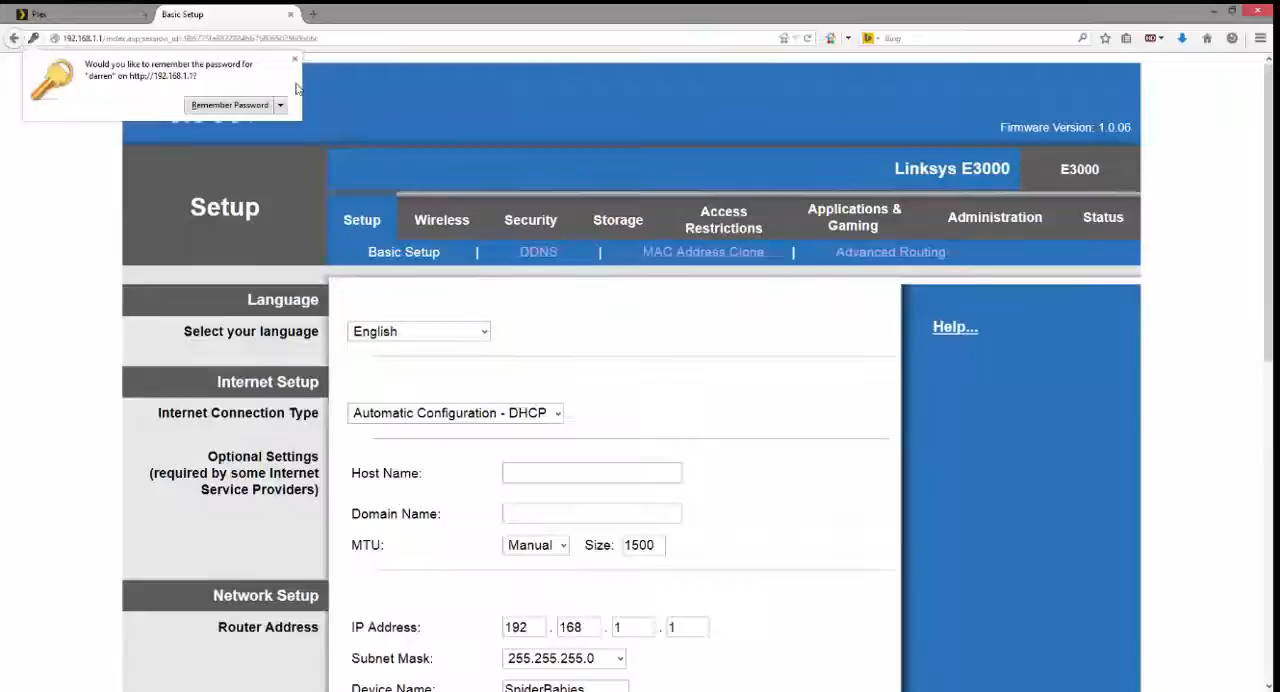 Plex
Basic Setup
Bing
Would you like to remember the password for
"darren" on http://192.168.1.1?
Remember Password
Firmware Version: 1.0.06
Linksys E3000
E3000
Setup
Setup
Wireless
Security
Storage
Access
Restrictions
Applications &
Gaming
Administration
Status
Basic Setup | DDNS | MAC Address Clone | Advanced Routing
Language
Select your language
English
Help...
Internet Setup
Internet Connection Type
Automatic Configuration - DHCP
Optional Settings
(required by some Internet
Service Providers)
Host Name:
Domain Name:
MTU: Manual Size: 1500
Network Setup
Router Address
IP Address: 192 . 168 . 1 . 1
Subnet Mask: 255.255.255.0
Device Name: SpiderBabies